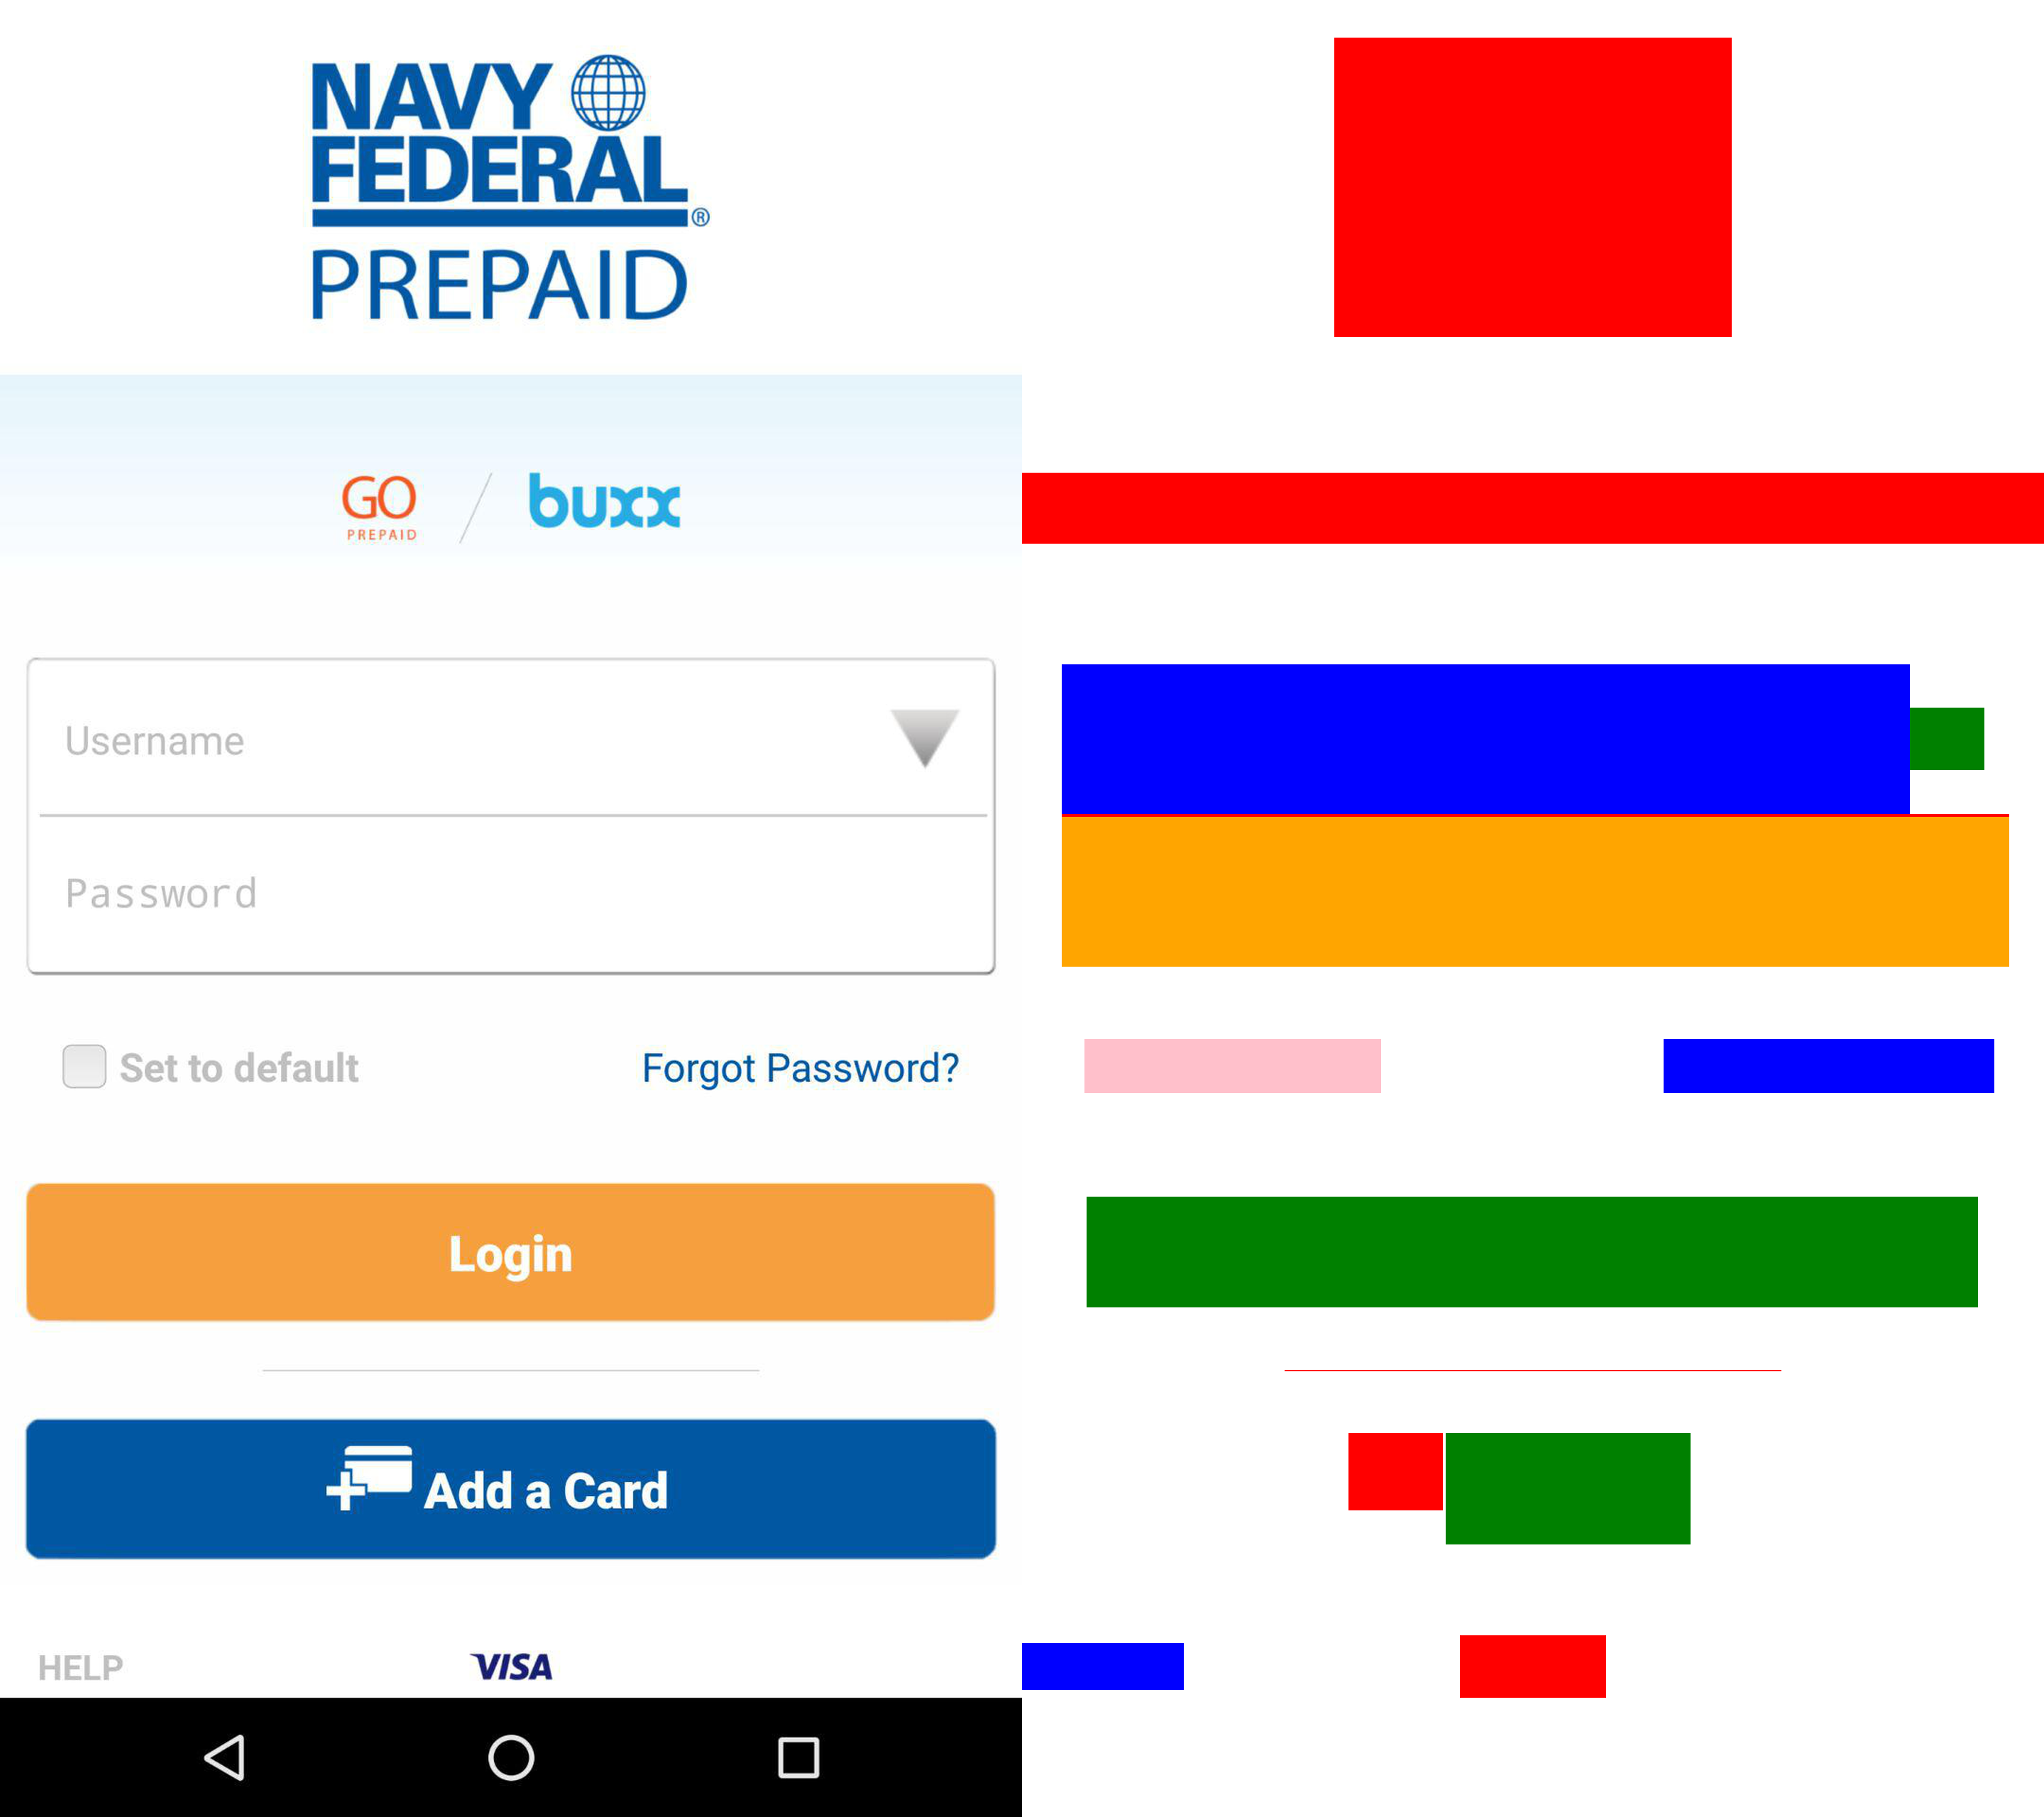 NAVY
FEDERAL
®
PREPAID
GO
PREPAID
buxx
Username
Password
Set to default
Forgot Password?
Login
Add a Card
HELP
VISA